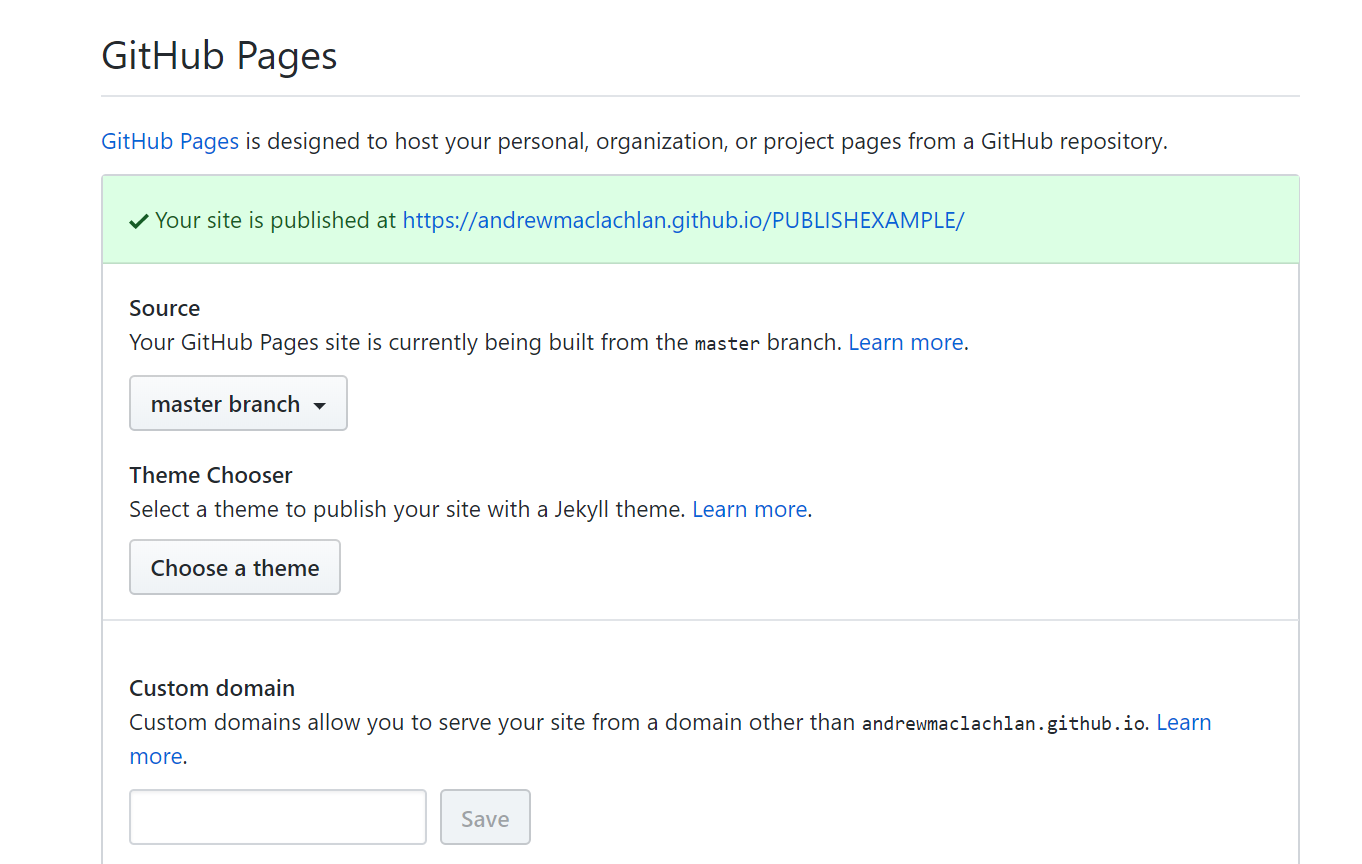 GitHub Pages
GitHub Pages is designed to host your personal, organization, or project pages from a GitHub repository.
Your site is published at https://andrewmaclachlan.github.io/PUBLISHEXAMPLE/
Source
Your GitHub Pages site is currently being built from the master branch. Learn more.
master branch
Theme Chooser
Select a theme to publish your site with a Jekyll theme. Learn more.
Choose a theme
Custom domain
Custom domains allow you to serve your site from a domain other than andrewmaclachlan.github.io. Learn
more.
Save